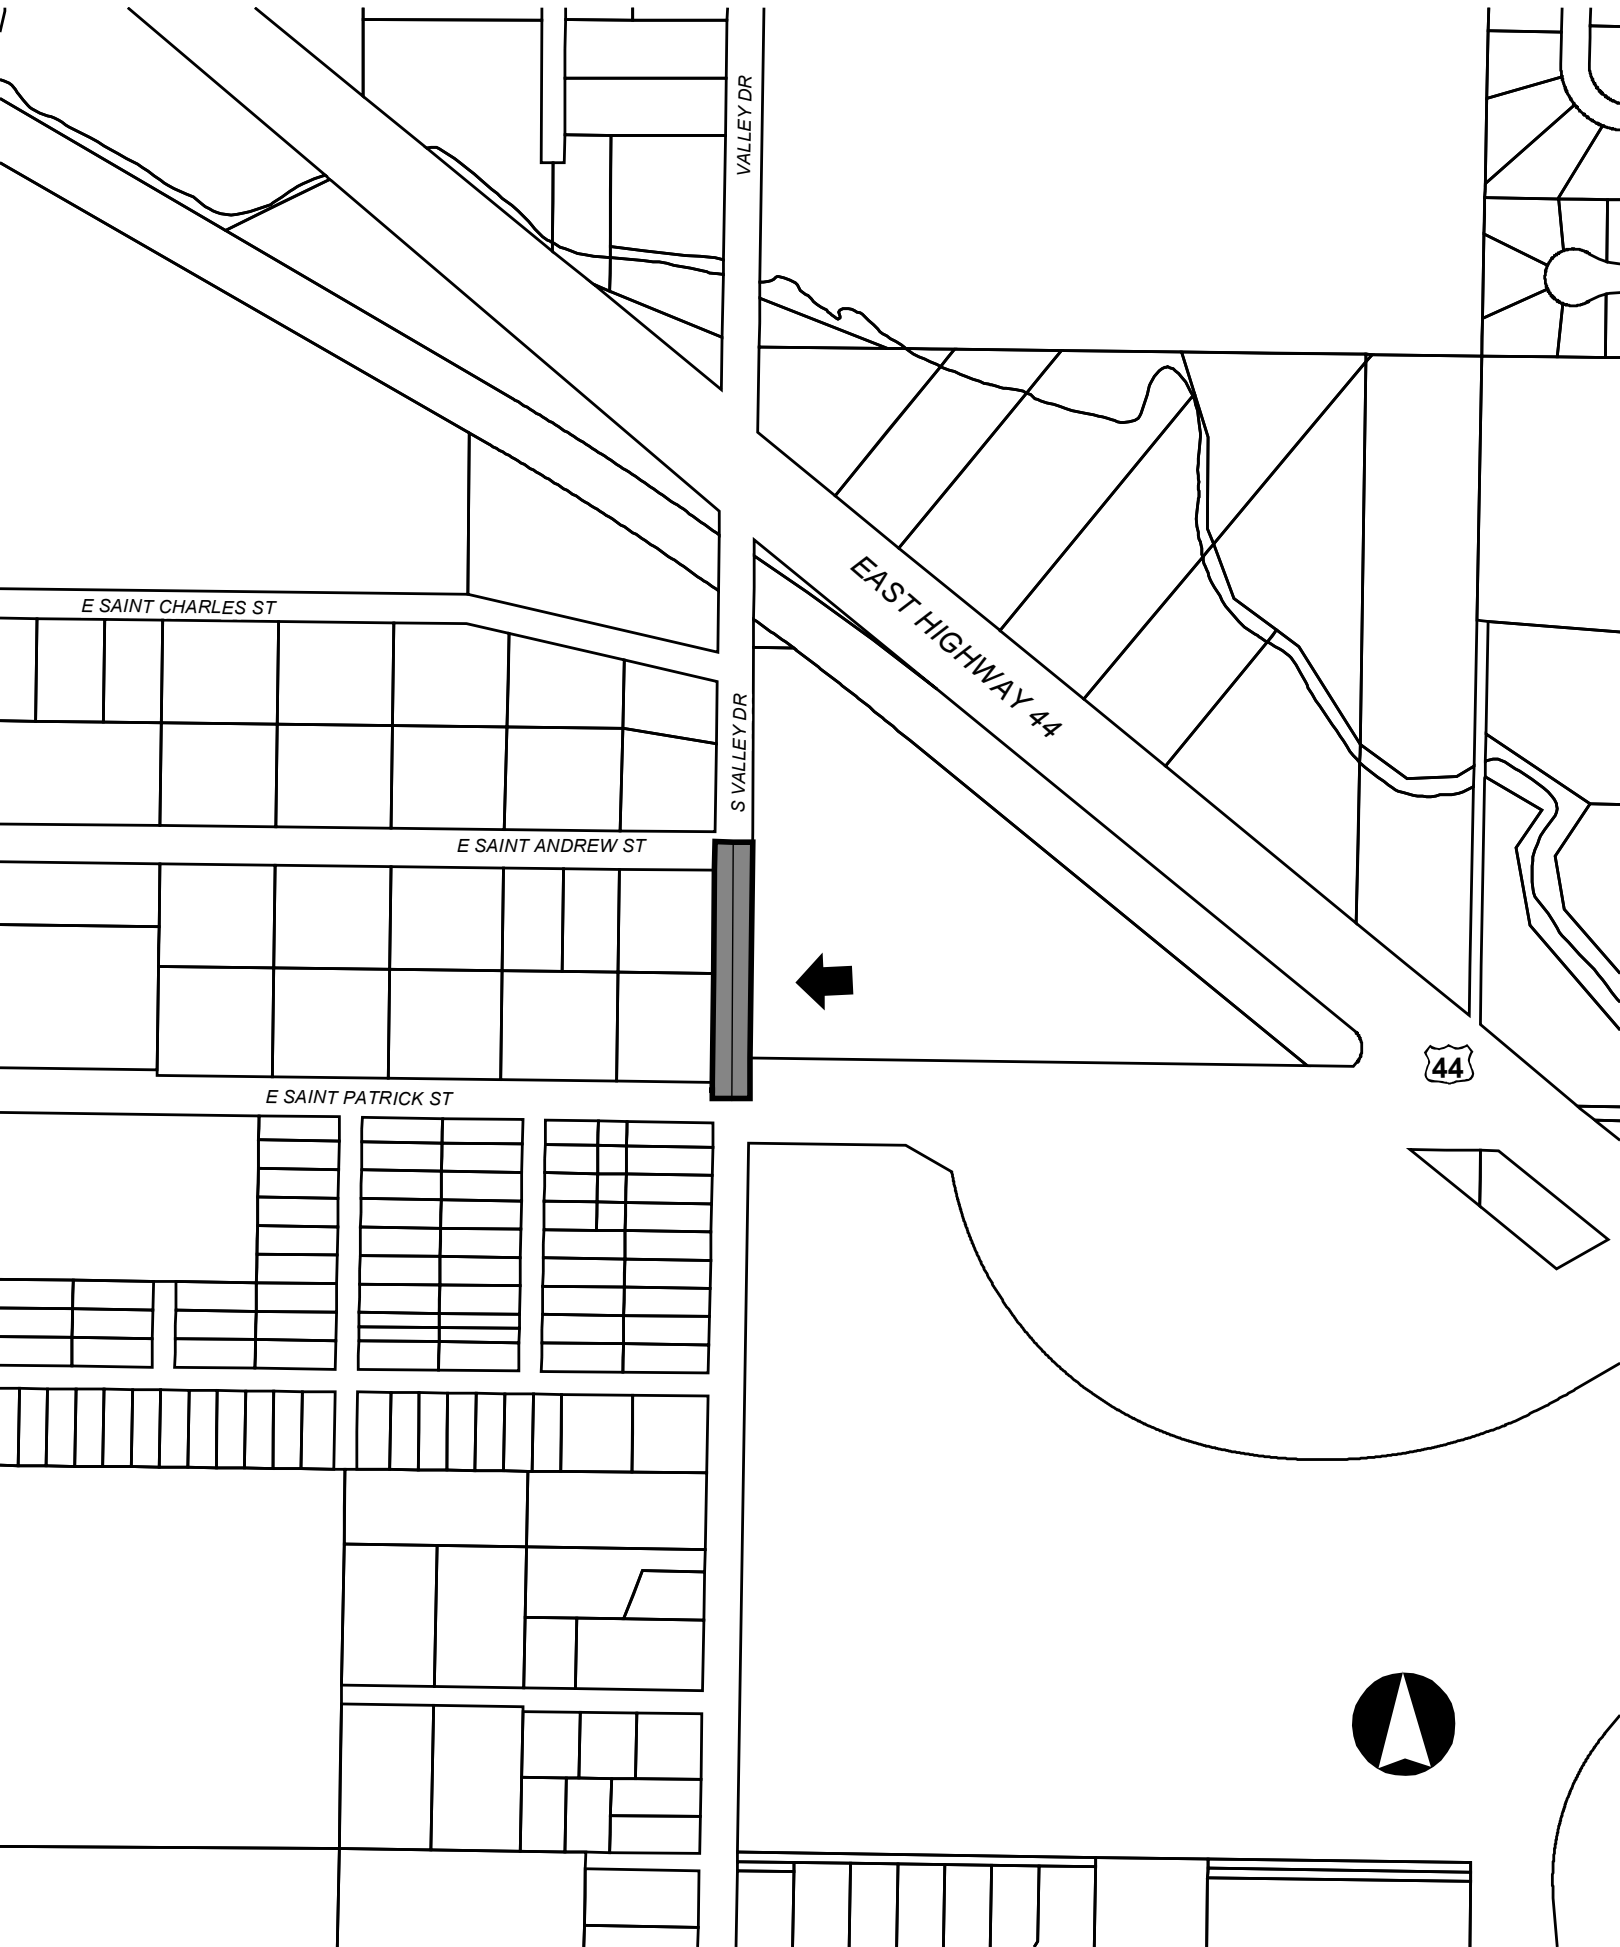 VALLEY DR
EAST HIGHWAY 44
E SAINT CHARLES ST
S VALLEY DR
E SAINT ANDREW ST
44
E SAINT PATRICK ST